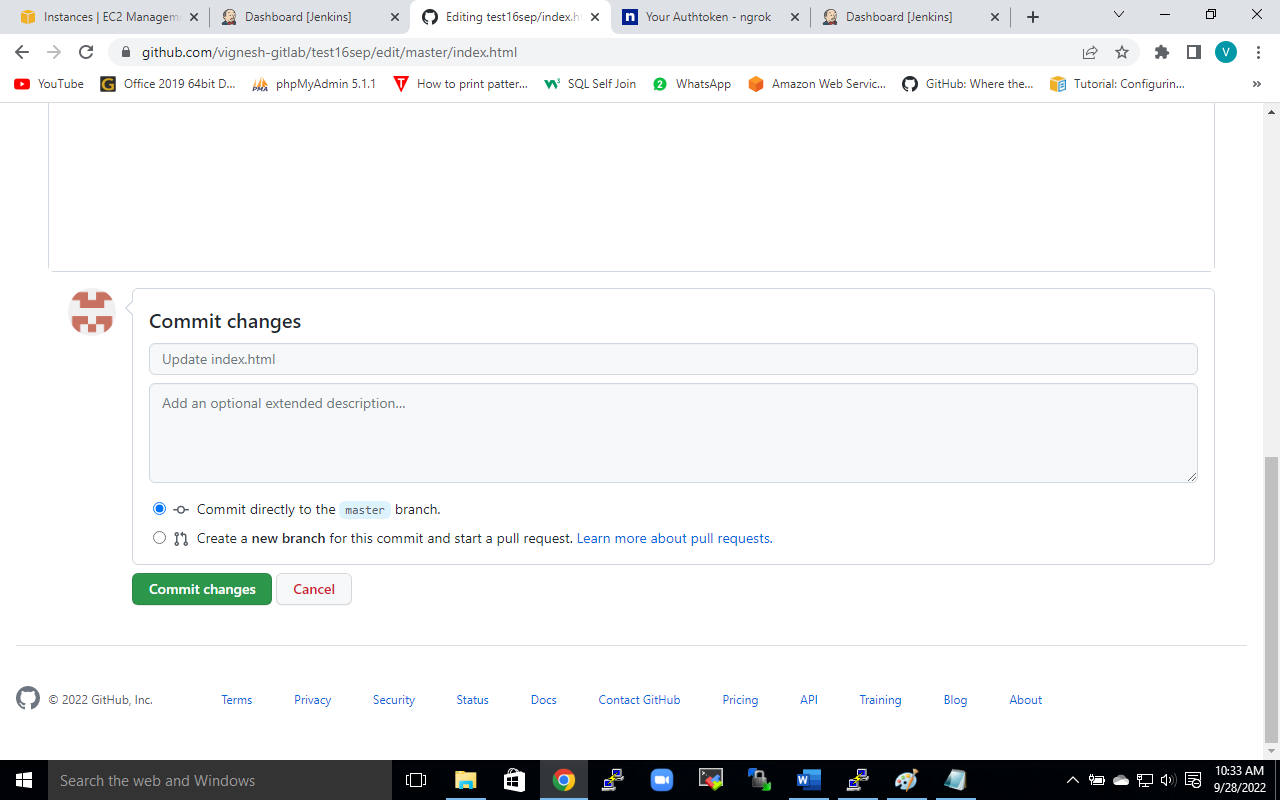 Instances | EC2 Managem
Dashboard [Jenkins]
Editing test16sep/index.h
Your Authtoken - ngrok
Dashboard [Jenkins]
github.com/vignesh-gitlab/test16sep/edit/master/index.html
V
YouTube
Office 2019 64bit D...
phpMyAdmin 5.1.1
How to print patter...
SQL Self Join
2
WhatsApp
Amazon Web Servic...
GitHub: Where the...
Tutorial: Configurin...
»
Commit changes
Update index.html
Add an optional extended description...
Commit directly to the master branch.
Create a new branch for this commit and start a pull request. Learn more about pull requests.
Commit changes
Cancel
© 2022 GitHub, Inc.
Terms
Privacy
Security
Status
Docs
Contact GitHub
Pricing
API
Training
Blog
About
Search the web and Windows
10:33 AM
9/28/2022